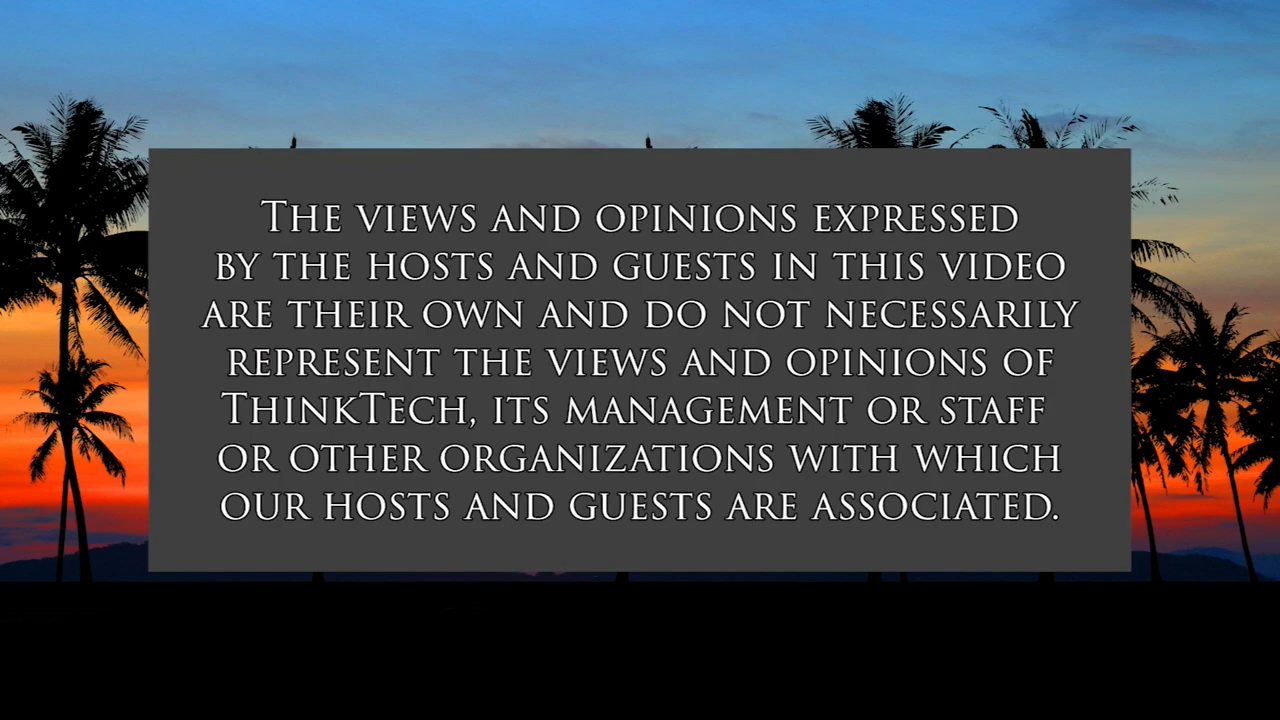 The views and opinions expressed
by the hosts and guests in this video
are their own and do not necessarily
represent the views and opinions of
ThinkTech, its management or staff
or other organizations with which
our hosts and guests are associated.